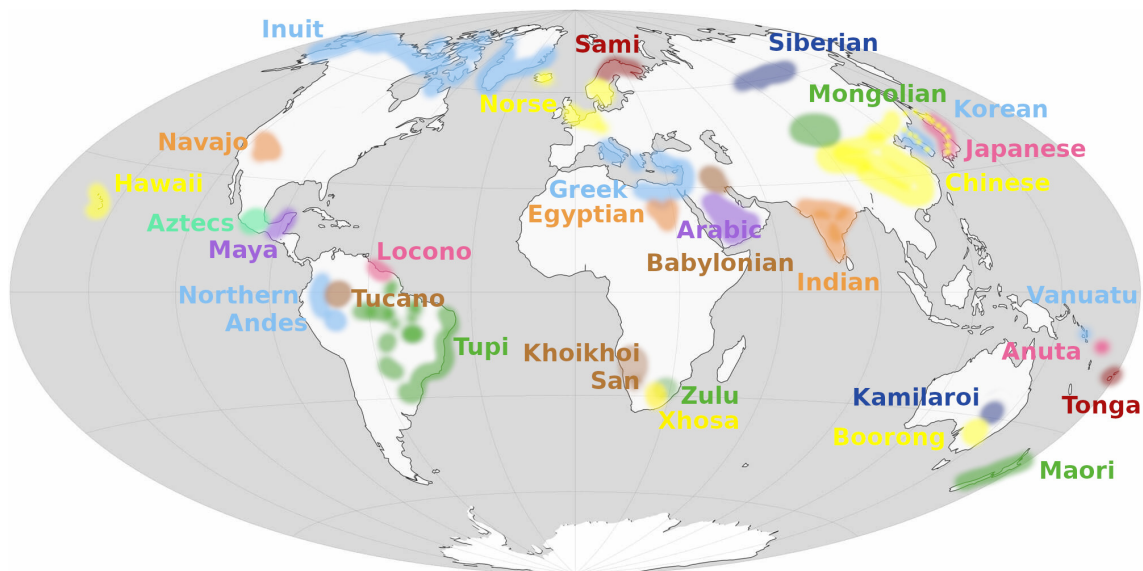 Inuit
Sami
Siberian
Norse
Mongolian
Korean
Navajo
Japanese
Hawaii
Greek
Chinese
Aztecs
Egyptian
Maya
Arabic
Locono
Babylonian
Indian
Northern
Andes
Tucano
Vanuatu
Tupi
Khoikhoi
San
Anuta
Zulu
Xhosa
Kamilaroi
Tonga
Boorong
Maori